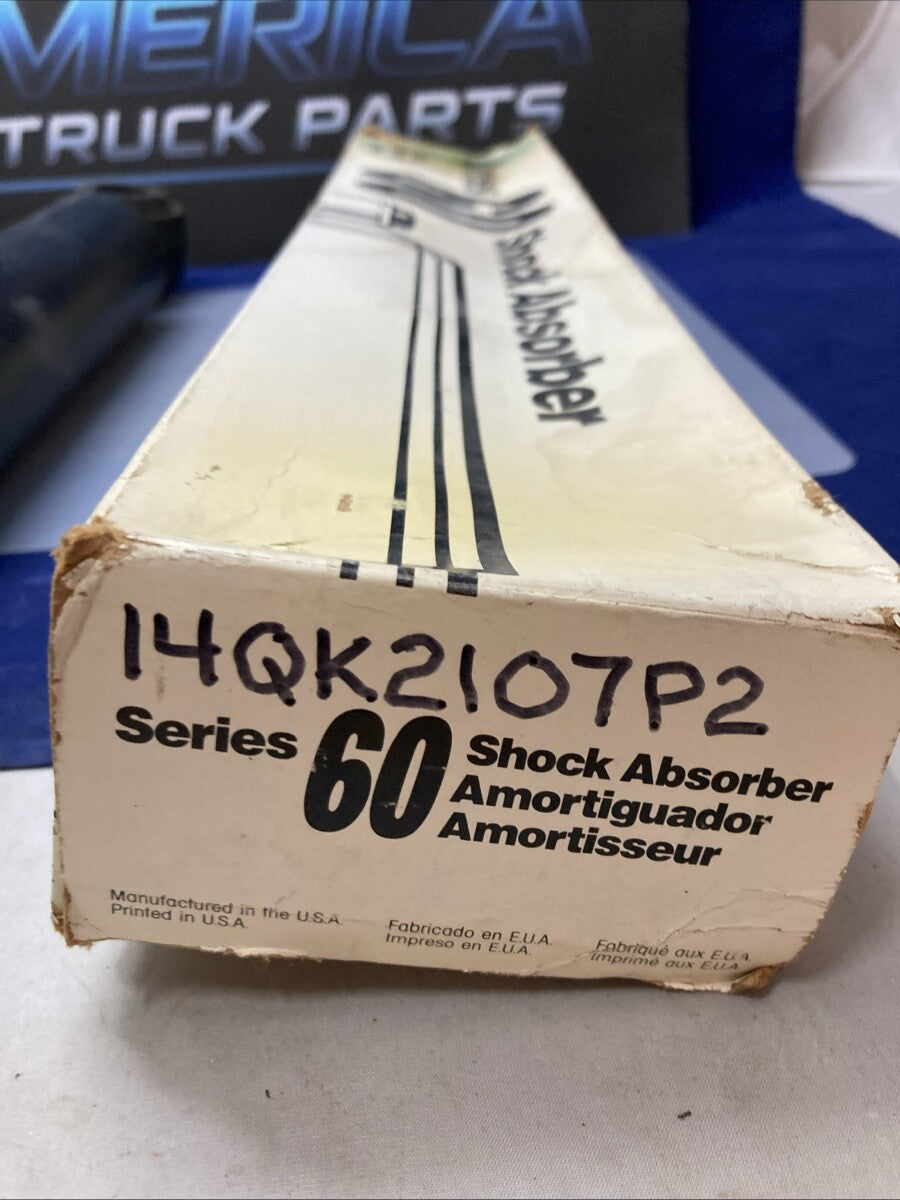 MERICA
TRUCK PARTS
Shock Absorber
14QK2107P2
Series 60 Shock Absorber
Amortiguador
Amortisseur
Manufactured in the U.S.A.
Printed in U.S.A.
Fabricado en E.U.A.
Impreso en E.U.A.
Fabriqué aux E.U.A.
Imprimé aux E.U.A.